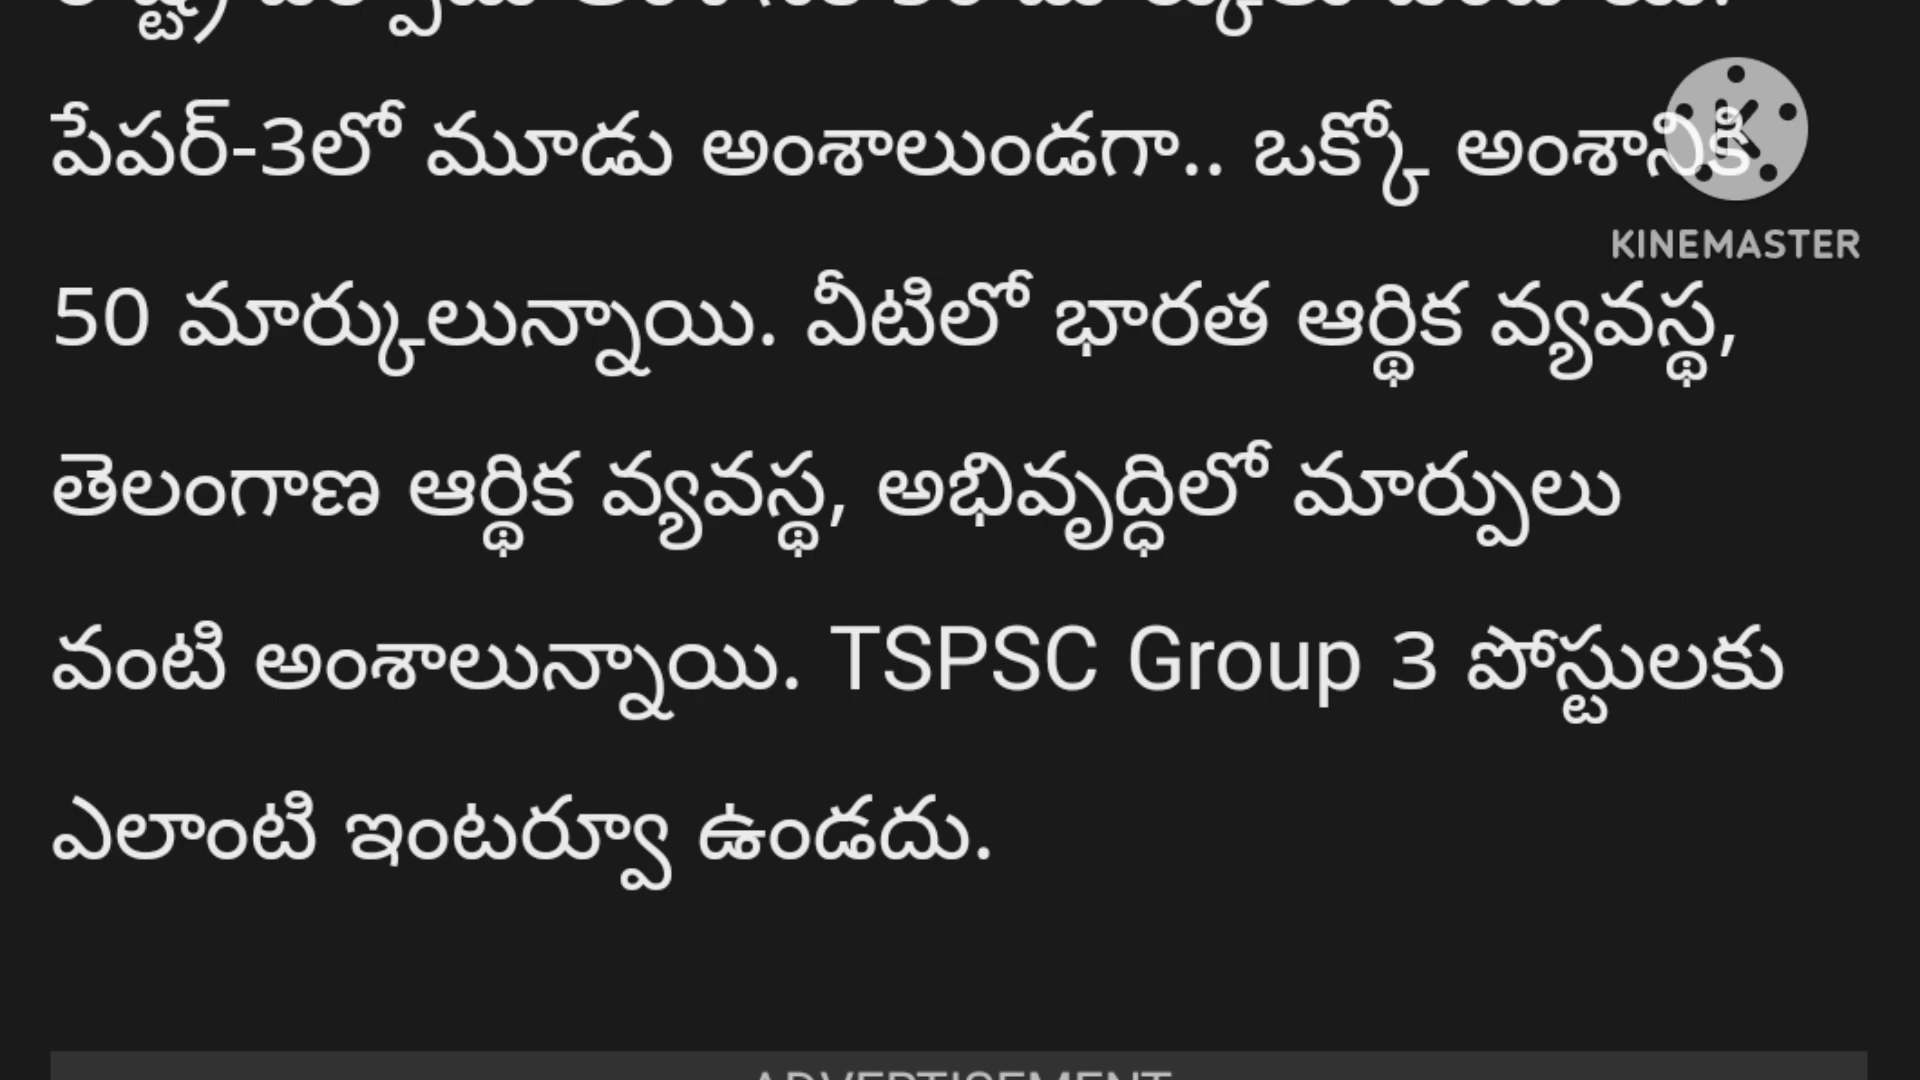 పేపర్-3లో మూడు అంశాలుండగా.. ఒక్కో అంశానికి
KINEMASTER
50 మార్కులున్నాయి. వీటిలో భారత ఆర్థిక వ్యవస్థ,
తెలంగాణ ఆర్థిక వ్యవస్థ, అభివృద్ధిలో మార్పులు
వంటి అంశాలున్నాయి. TSPSC Group 3 పోస్టులకు
ఎలాంటి ఇంటర్వ్యూ ఉండదు.
ADVERTISEMENT